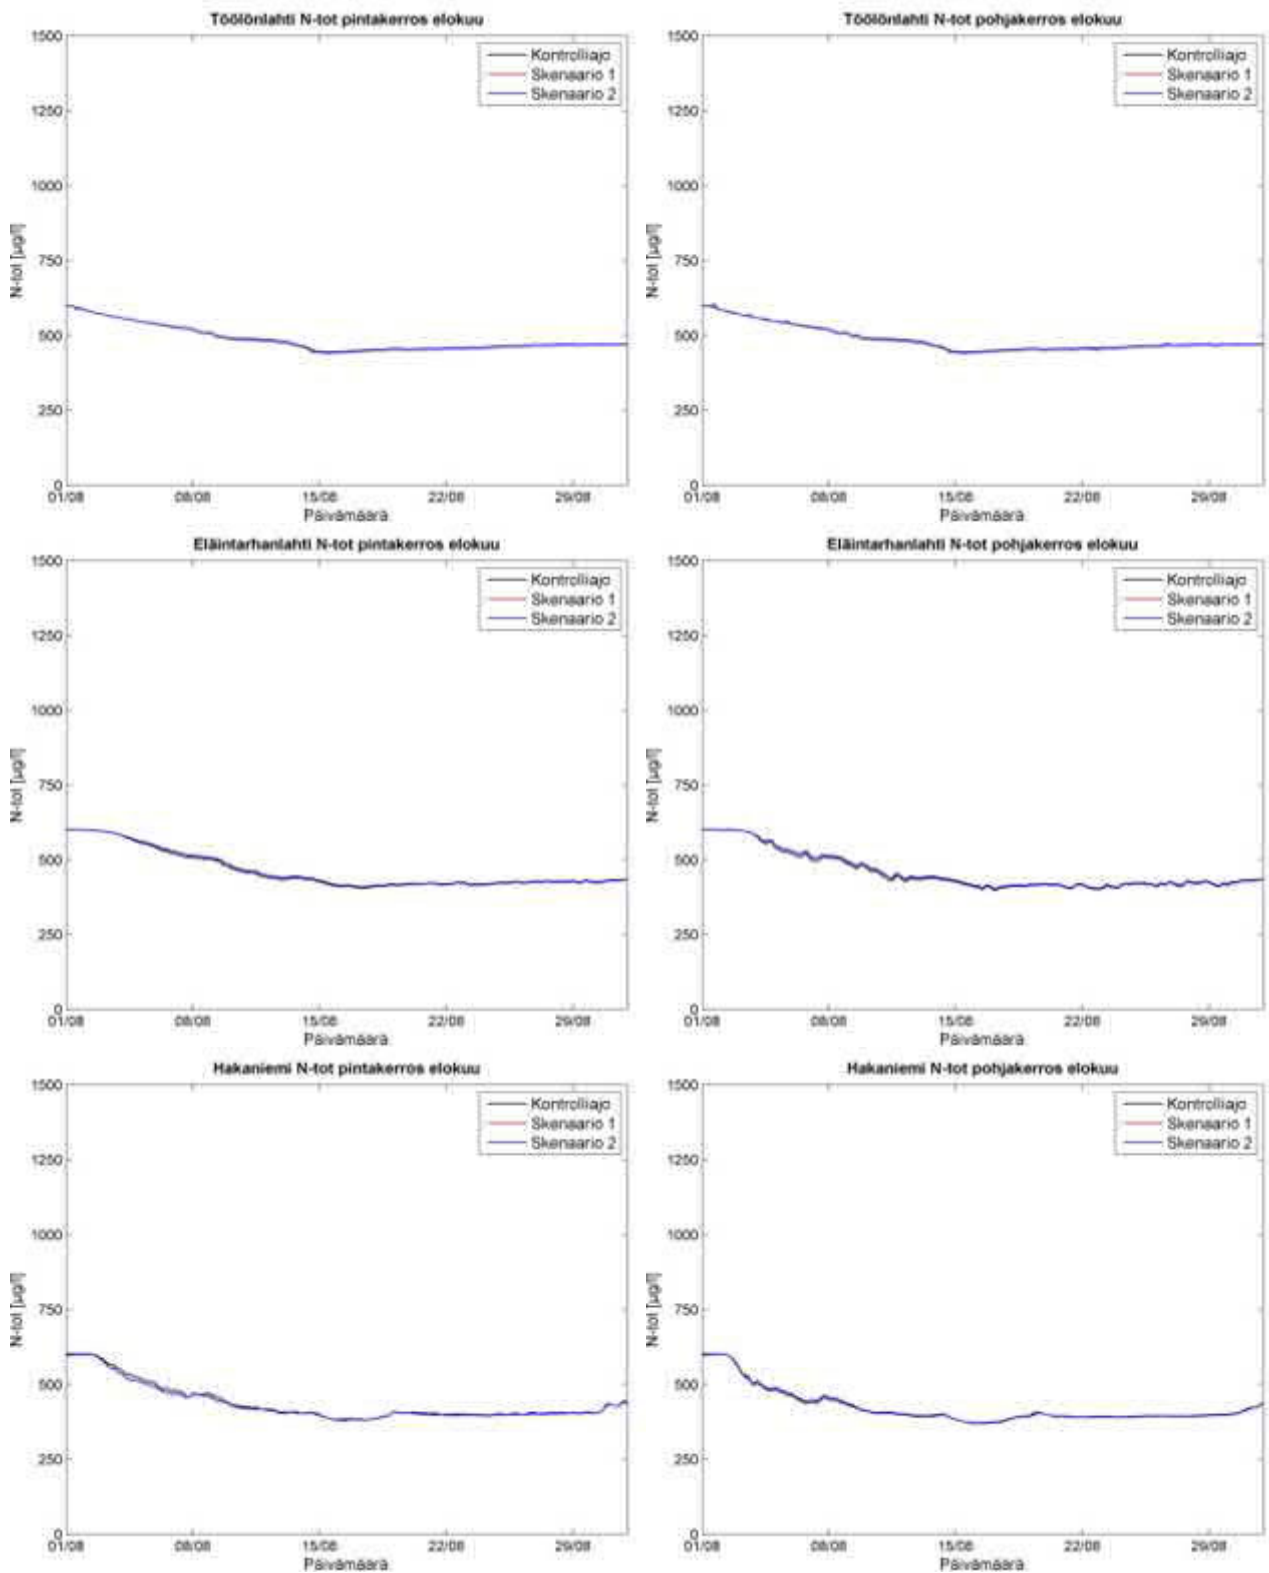 Töölönlahti N-tot pintakerros elokuu
1500
1250
1000
750
500
250
0
N-tot [µg/l]
Kontrolliajo
Skenaario 1
Skenaario 2
01/08 08/08 15/08 22/08 29/08
Päivämäärä
Töölönlahti N-tot pohjakerros elokuu
1500
1250
1000
750
500
250
0
N-tot [µg/l]
Kontrolliajo
Skenaario 1
Skenaario 2
01/08 08/08 15/08 22/08 29/08
Päivämäärä
Eläintarhanlahti N-tot pintakerros elokuu
1500
1250
1000
750
500
250
0
N-tot [µg/l]
Kontrolliajo
Skenaario 1
Skenaario 2
01/08 08/08 15/08 22/08 29/08
Päivämäärä
Eläintarhanlahti N-tot pohjakerros elokuu
1500
1250
1000
750
500
250
0
N-tot [µg/l]
Kontrolliajo
Skenaario 1
Skenaario 2
01/08 08/08 15/08 22/08 29/08
Päivämäärä
Hakaniemi N-tot pintakerros elokuu
1500
1250
1000
750
500
250
0
N-tot [µg/l]
Kontrolliajo
Skenaario 1
Skenaario 2
01/08 08/08 15/08 22/08 29/08
Päivämäärä
Hakaniemi N-tot pohjakerros elokuu
1500
1250
1000
750
500
250
0
N-tot [µg/l]
Kontrolliajo
Skenaario 1
Skenaario 2
01/08 08/08 15/08 22/08 29/08
Päivämäärä